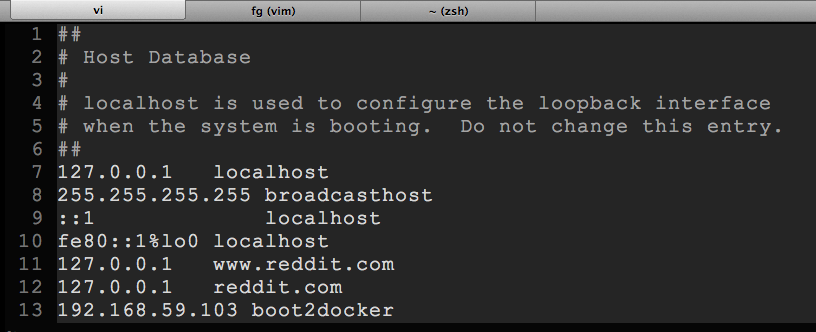 vi fg (vim) ~ (zsh)
1 ##
2 # Host Database
3 #
4 # localhost is used to configure the loopback interface
5 # when the system is booting.  Do not change this entry.
6 ##
7 127.0.0.1   localhost
8 255.255.255.255 broadcasthost
9 ::1             localhost
10 fe80::1%lo0 localhost
11 127.0.0.1   www.reddit.com
12 127.0.0.1   reddit.com
13 192.168.59.103 boot2docker